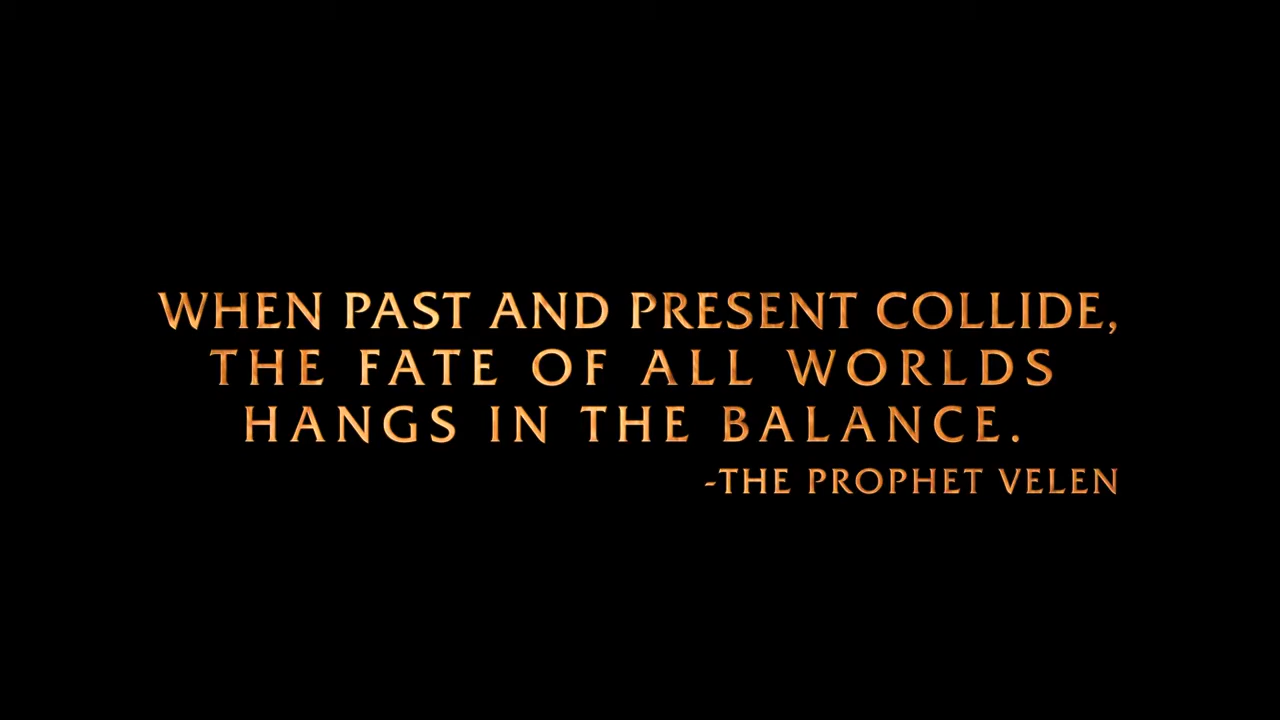 WHEN PAST AND PRESENT COLLIDE,
THE FATE OF ALL WORLDS
HANGS IN THE BALANCE.
-THE PROPHET VELEN